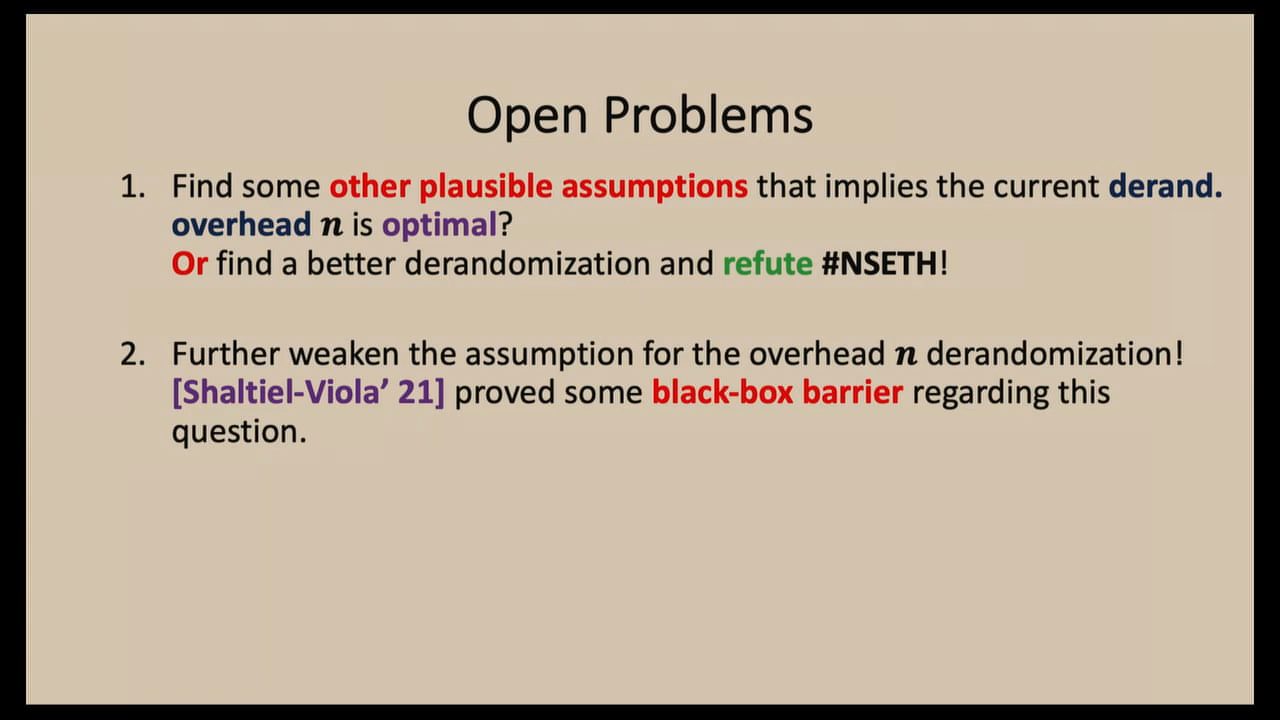 Open Problems
1. Find some other plausible assumptions that implies the current derand.
overhead n is optimal?
Or find a better derandomization and refute #NSETH!
2. Further weaken the assumption for the overhead n derandomization!
[Shaltiel-Viola’ 21] proved some black-box barrier regarding this
question.